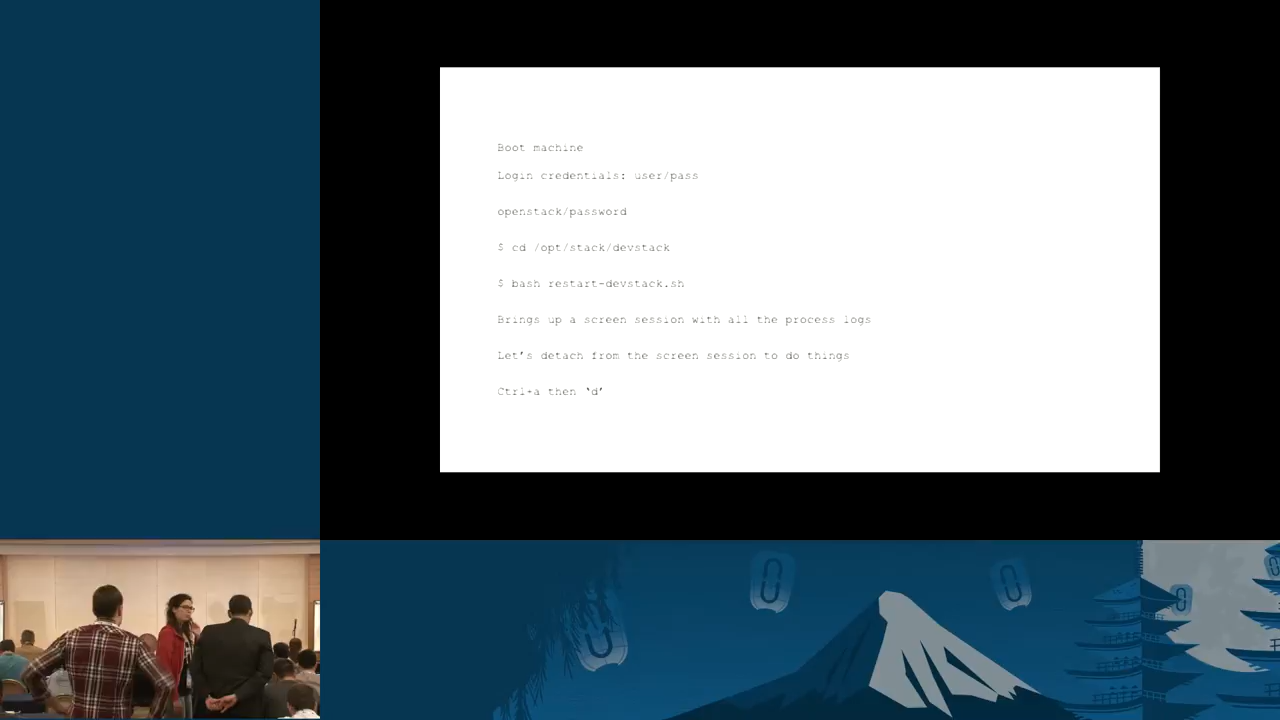 Boot machine
Login credentials: user/pass
openstack/password
$ cd /opt/stack/devstack
$ bash restart-devstack.sh
Brings up a screen session with all the process logs
Let’s detach from the screen session to do things
Ctrl+a then ‘d’